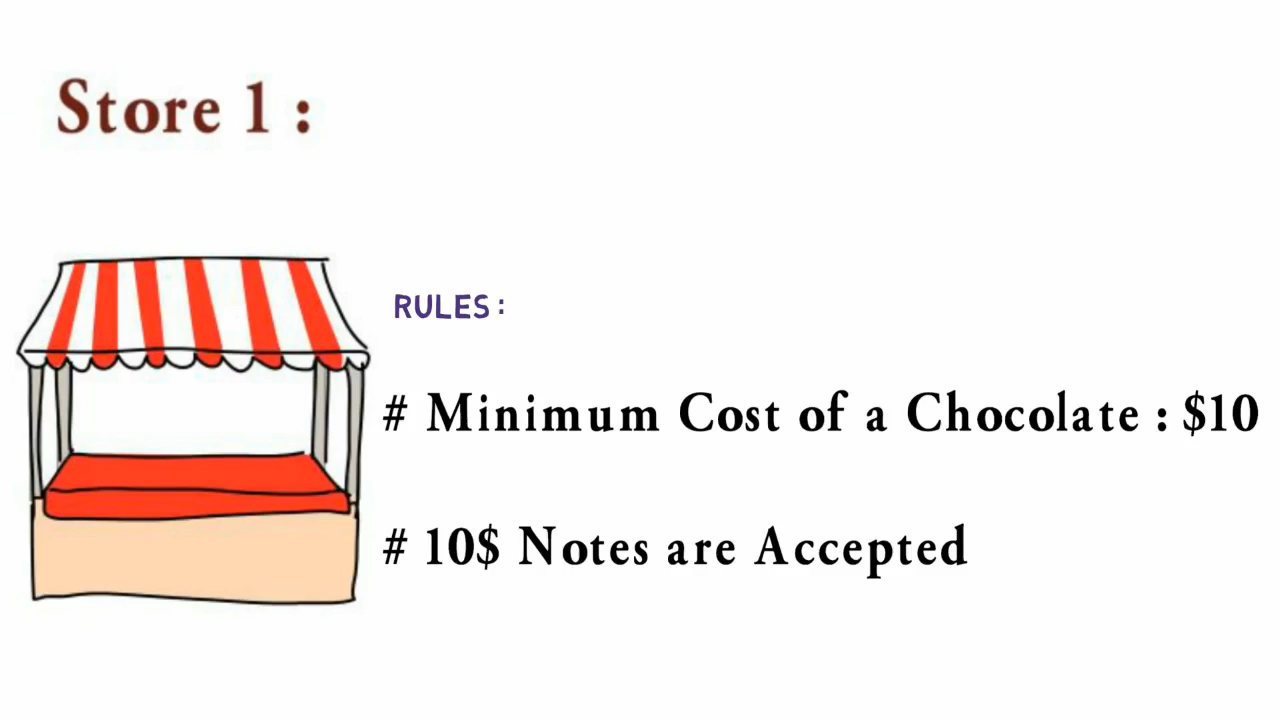 Store 1 :
RULES :
# Minimum Cost of a Chocolate : $10
# 10$ Notes are Accepted